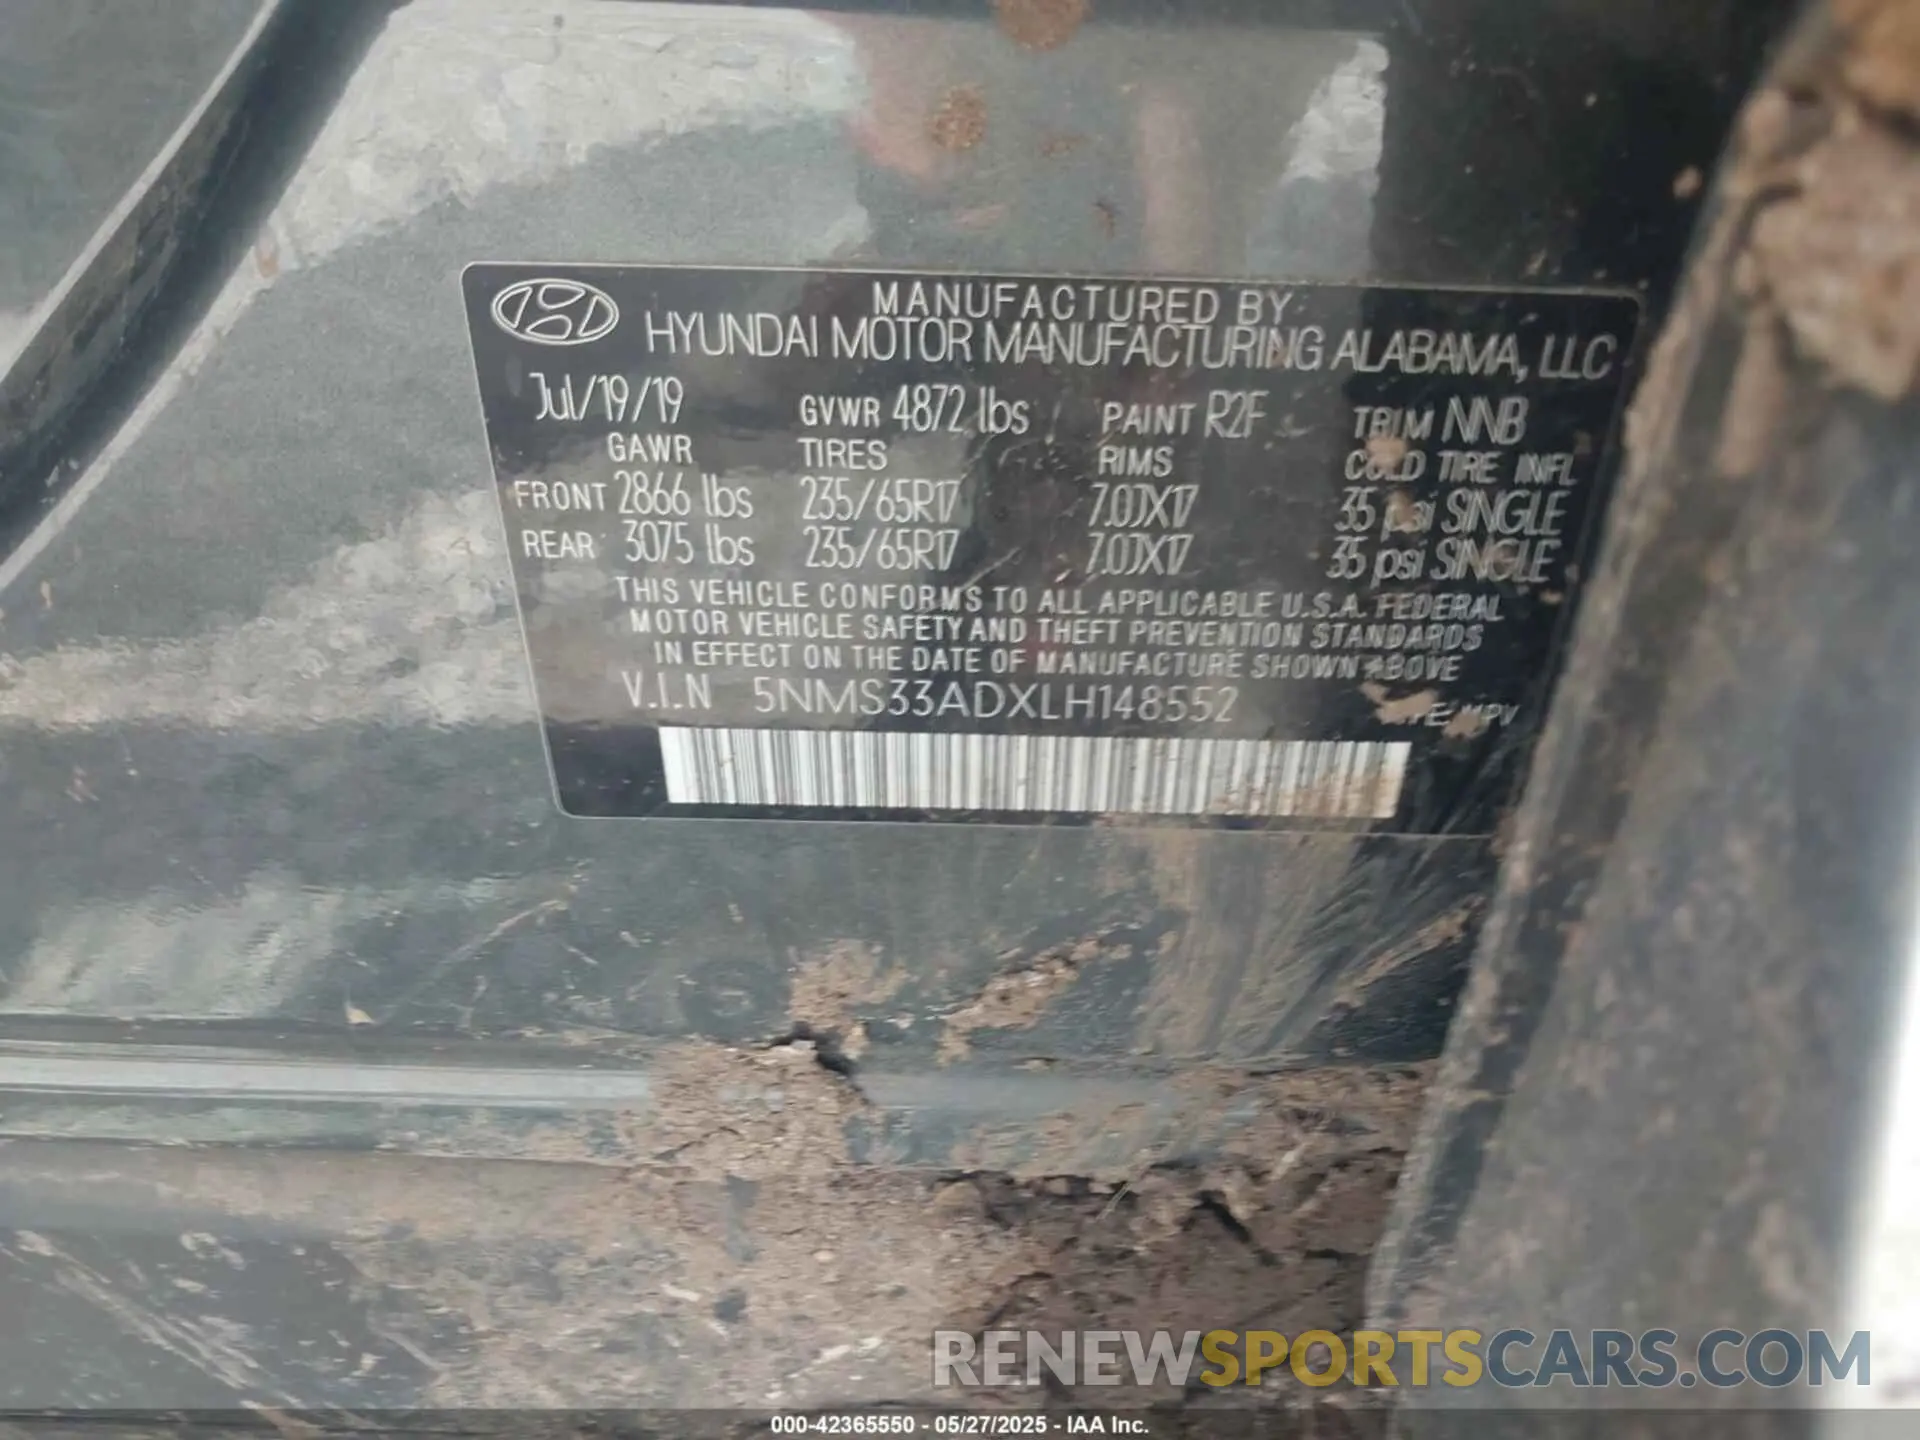 MANUFACTURED BY
HYUNDAI MOTOR MANUFACTURING ALABAMA, LLC
Jul/19/19 GVWR 4872 lbs PAINT R2F TRIM NNB
GAWR TIRES RIMS COLD TIRE INFL
FRONT 2866 lbs 235/65R17 7.0JX17 35 psi SINGLE
REAR 3075 lbs 235/65R17 7.0JX17 35 psi SINGLE
THIS VEHICLE CONFORMS TO ALL APPLICABLE U.S.A. FEDERAL
MOTOR VEHICLE SAFETY AND THEFT PREVENTION STANDARDS
IN EFFECT ON THE DATE OF MANUFACTURE SHOWN ABOVE
V.I.N 5NMS33ADXLH148552 TYPE: MPV
RENEWSPORTSCARS.COM
000-42365550 - 05/27/2025 - IAA Inc.